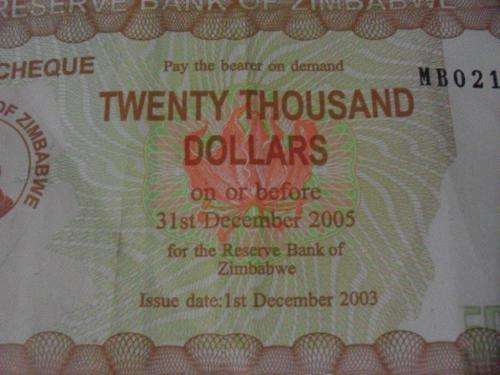 RESERVE BANK OF ZIMBABWE
CHEQUE
Pay the bearer on demand
MB021
TWENTY THOUSAND
DOLLARS
OF ZIMBABWE
on or before
31st December 2005
for the Reserve Bank of
Zimbabwe
Issue date:1st December 2003